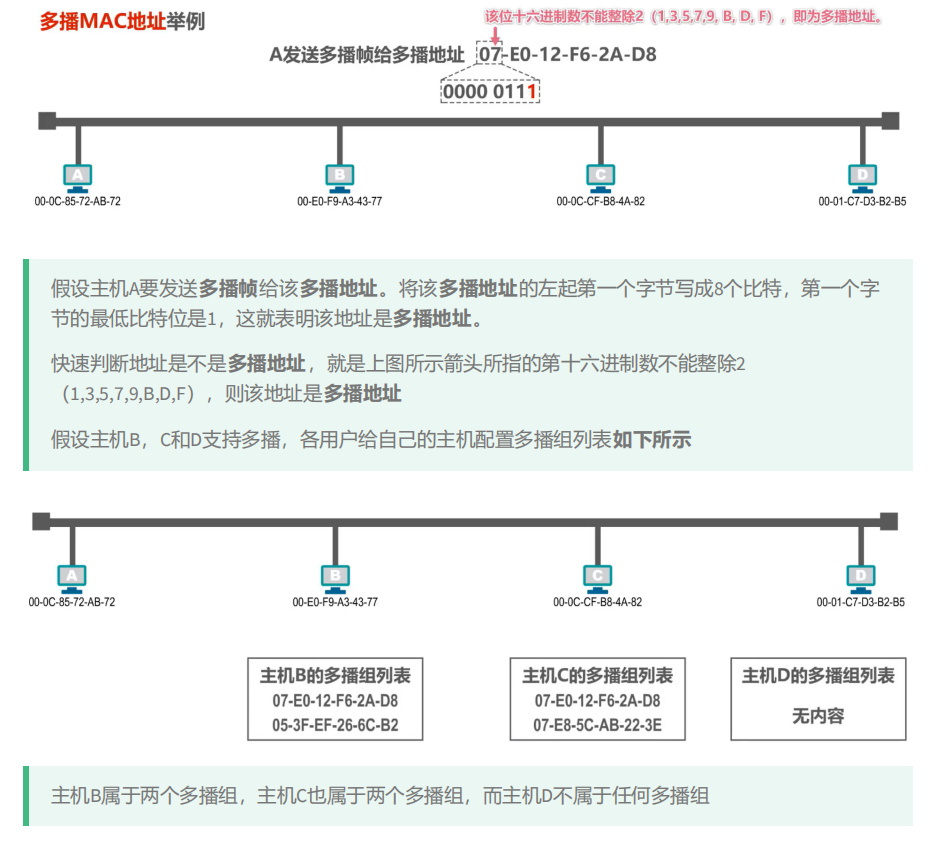 多播MAC地址举例
该位十六进制数不能整除2（1,3,5,7,9, B, D, F），即为多播地址。
A发送多播帧给多播地址 07-E0-12-F6-2A-D8
0000 0111
A
B
C
D
00-0C-85-72-AB-72
00-E0-F9-A3-43-77
00-0C-CF-B8-4A-82
00-01-C7-D3-B2-B5
假设主机A要发送多播帧给该多播地址。将该多播地址的左起第一个字节写成8个比特，第一个字
节的最低比特位是1，这就表明该地址是多播地址。
快速判断地址是不是多播地址，就是上图所示箭头所指的第十六进制数不能整除2
（1,3,5,7,9,B,D,F），则该地址是多播地址
假设主机B，C和D支持多播，各用户给自己的主机配置多播组列表如下所示
A
B
C
D
00-0C-85-72-AB-72
00-E0-F9-A3-43-77
00-0C-CF-B8-4A-82
00-01-C7-D3-B2-B5
主机B的多播组列表
07-E0-12-F6-2A-D8
05-3F-EF-26-6C-B2
主机C的多播组列表
07-E0-12-F6-2A-D8
07-E8-5C-AB-22-3E
主机D的多播组列表
无内容
主机B属于两个多播组，主机C也属于两个多播组，而主机D不属于任何多播组